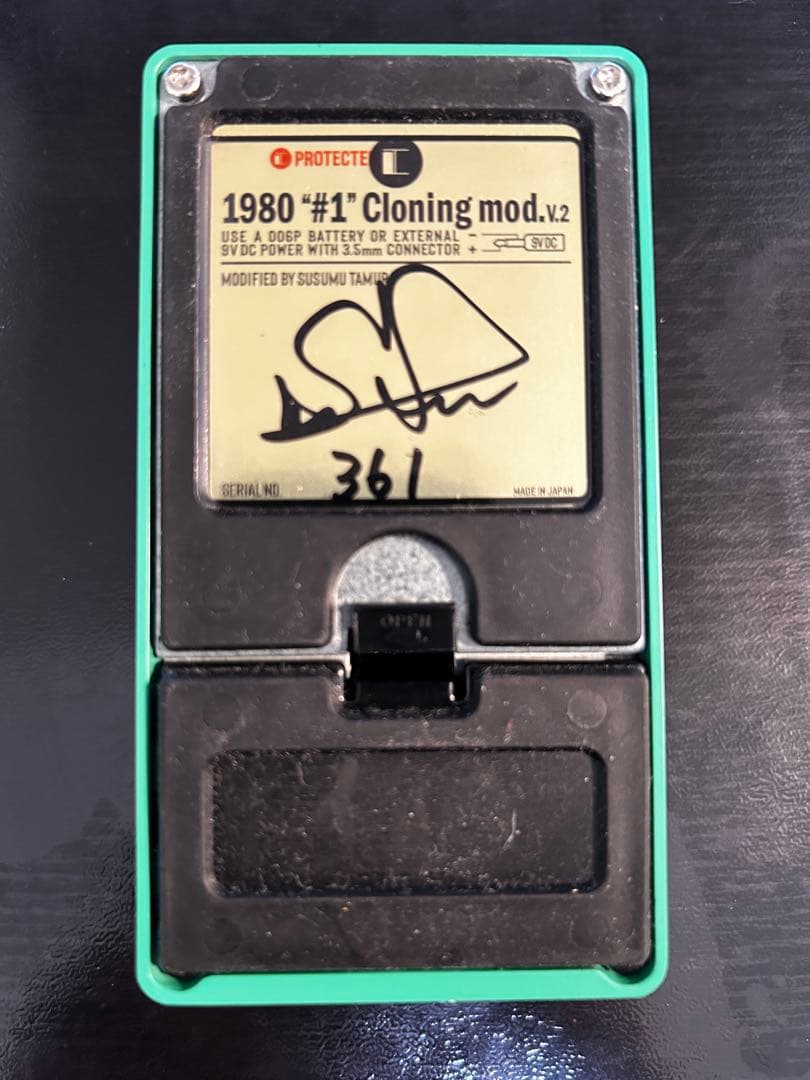 PROTECTE
1980 "#1" Cloning mod.V.2
USE A 006P BATTERY OR EXTERNAL −
9V DC POWER WITH 3.5mm CONNECTOR +
9V DC
MODIFIED BY SUSUMU TAMUR
361
SERIAL NO.
MADE IN JAPAN
OPEN